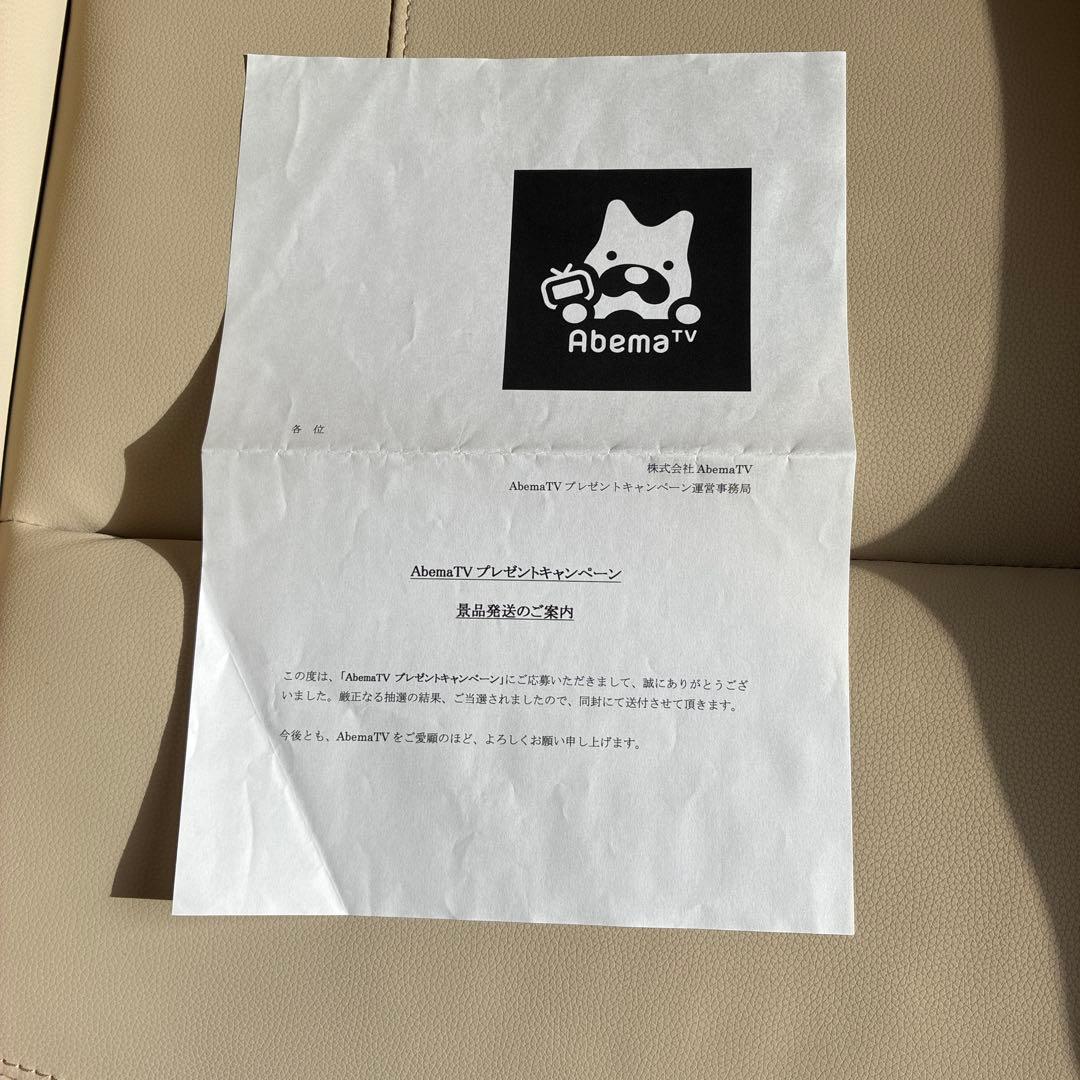 AbemaTV
各 位
株式会社 AbemaTV
AbemaTV プレゼントキャンペーン運営事務局
AbemaTV プレゼントキャンペーン
景品発送のご案内
この度は、「AbemaTV プレゼントキャンペーン」にご応募いただきまして、誠にありがとうござ
いました。厳正なる抽選の結果、ご当選されましたので、同封にて送付させて頂きます。
今後とも、AbemaTV をご愛顧のほど、よろしくお願い申し上げます。